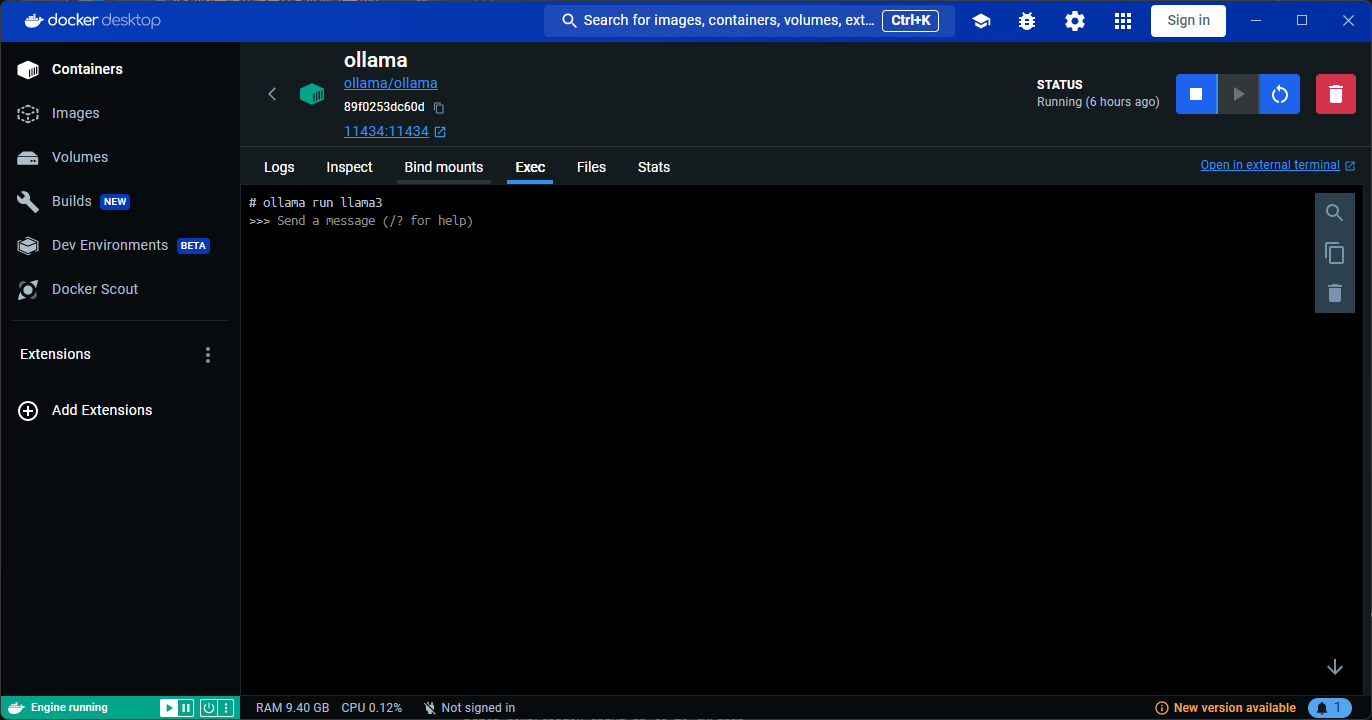 docker desktop
Search for images, containers, volumes, ext... Ctrl+K
Sign in
Containers
Images
Volumes
Builds NEW
Dev Environments BETA
Docker Scout
Extensions
Add Extensions
ollama
ollama/ollama
89f0253dc60d
11434:11434
STATUS
Running (6 hours ago)
Logs Inspect Bind mounts Exec Files Stats
Open in external terminal
# ollama run llama3
>>> Send a message (/? for help)
Engine running
RAM 9.40 GB CPU 0.12% Not signed in
New version available 1